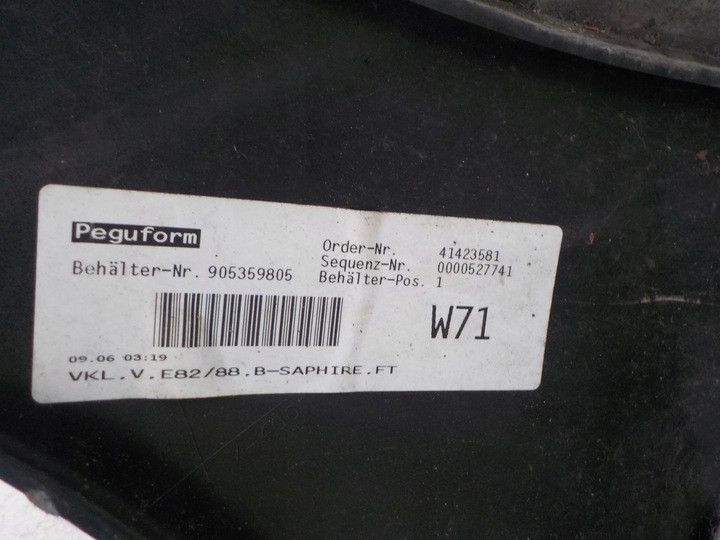 Peguform
Order-Nr. 41423581
Behälter-Nr. 905359805
Sequenz-Nr. 0000527741
Behälter-Pos. 1
W71
09.06 03:19
VKL.V.E82/88.B-SAPHIRE.FT